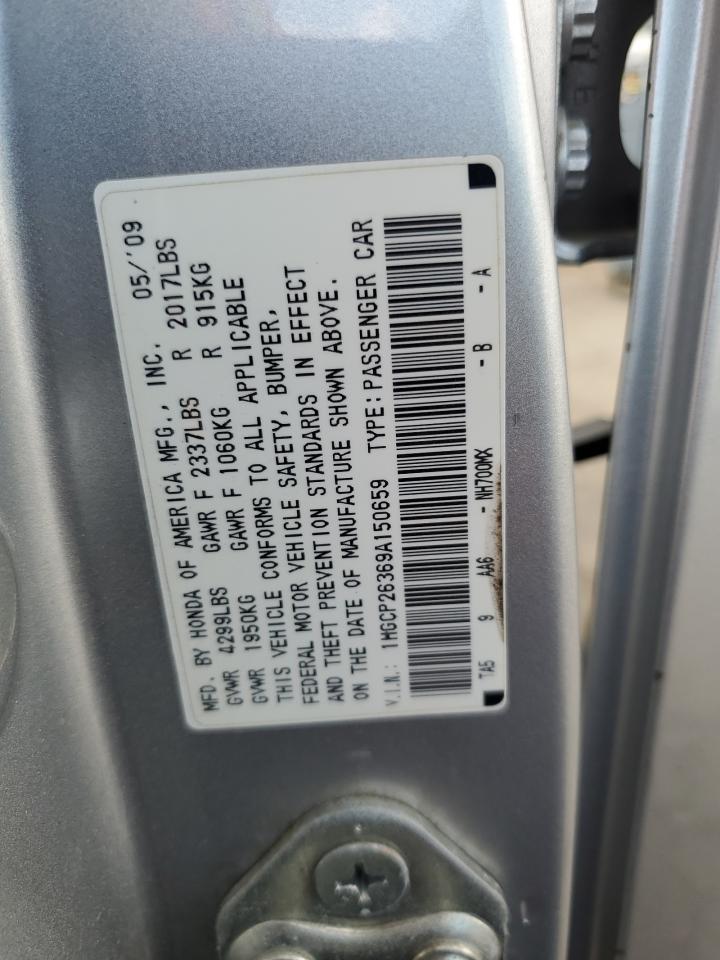 MFD. BY HONDA OF AMERICA MFG., INC. 05/'09
GVWR 4299LBS GAWR F 2337LBS R 2017LBS
GVWR 1950KG GAWR F 1060KG R 915KG
THIS VEHICLE CONFORMS TO ALL APPLICABLE
FEDERAL MOTOR VEHICLE SAFETY, BUMPER,
AND THEFT PREVENTION STANDARDS IN EFFECT
ON THE DATE OF MANUFACTURE SHOWN ABOVE.
V.I.N.: 1HGCP26369A150659 TYPE: PASSENGER CAR
TA5 9 AA6 - NH700MX - B - A